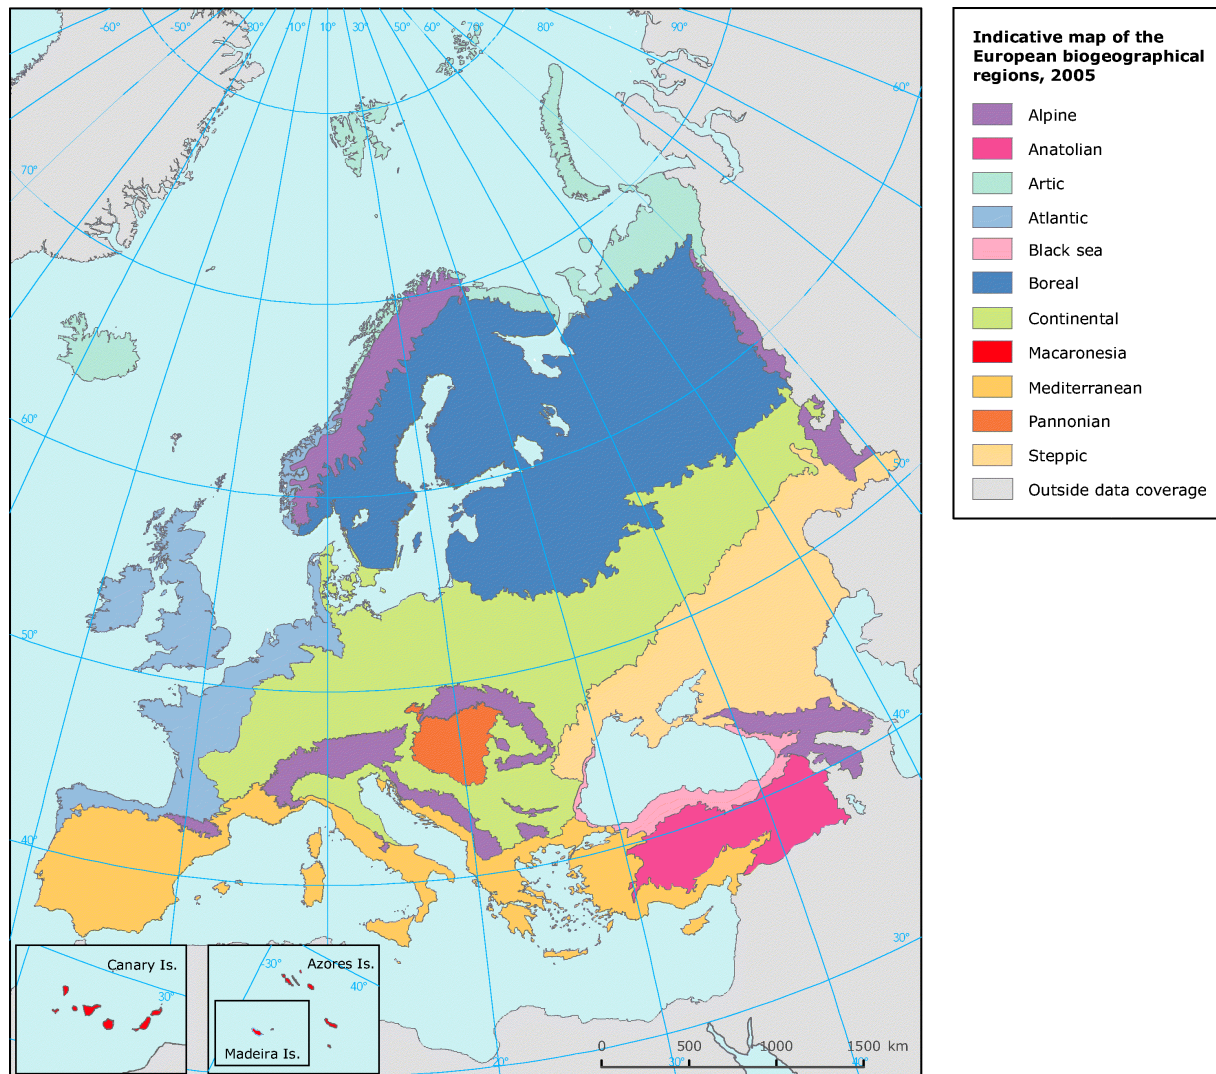 -60°
-50°
-30°
-10°
10°
30°
50°
60°
70°
80°
90°
60°
70°
60°
50°
50°
40°
40°
30°
Canary Is.
30°
Azores Is.
-30°
40°
Madeira Is.
0 500 1000 1500 km
20°
30°
40°
Indicative map of the
European biogeographical
regions, 2005
Alpine
Anatolian
Artic
Atlantic
Black sea
Boreal
Continental
Macaronesia
Mediterranean
Pannonian
Steppic
Outside data coverage